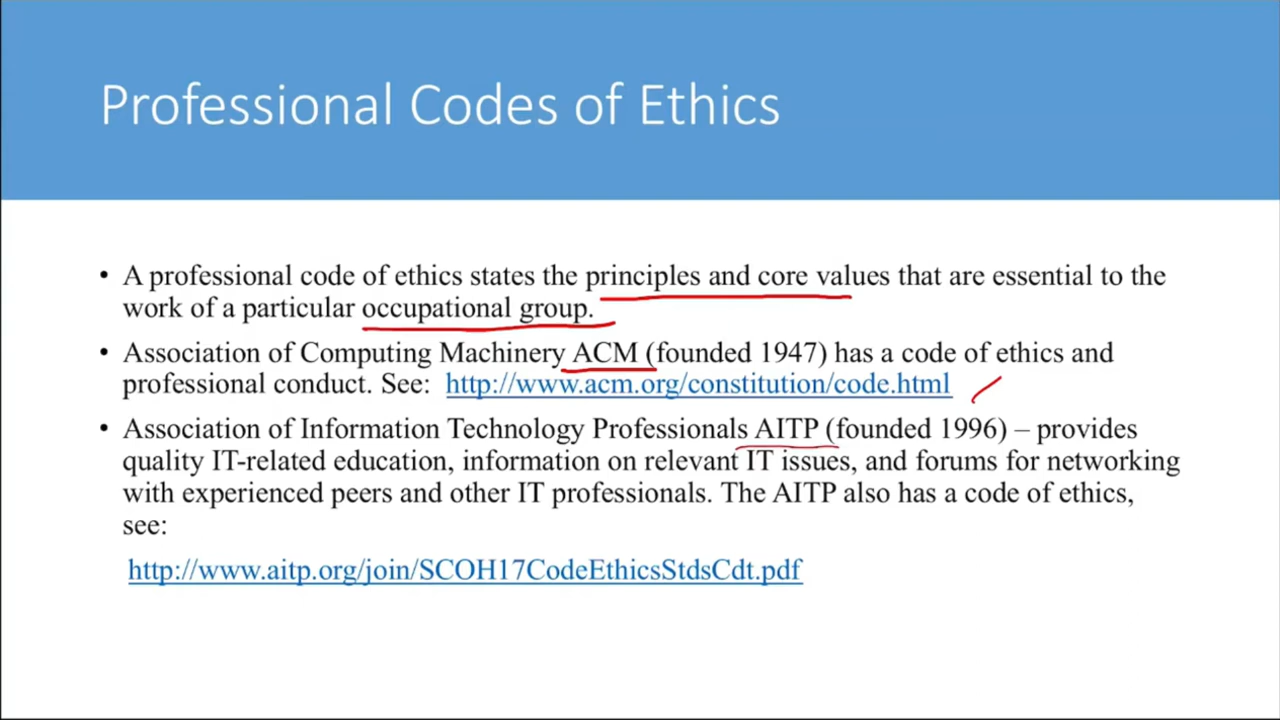 Professional Codes of Ethics
• A professional code of ethics states the principles and core values that are essential to the
work of a particular occupational group.
• Association of Computing Machinery ACM (founded 1947) has a code of ethics and
professional conduct. See: http://www.acm.org/constitution/code.html
• Association of Information Technology Professionals AITP (founded 1996) – provides
quality IT-related education, information on relevant IT issues, and forums for networking
with experienced peers and other IT professionals. The AITP also has a code of ethics,
see:
http://www.aitp.org/join/SCOH17CodeEthicsStdsCdt.pdf